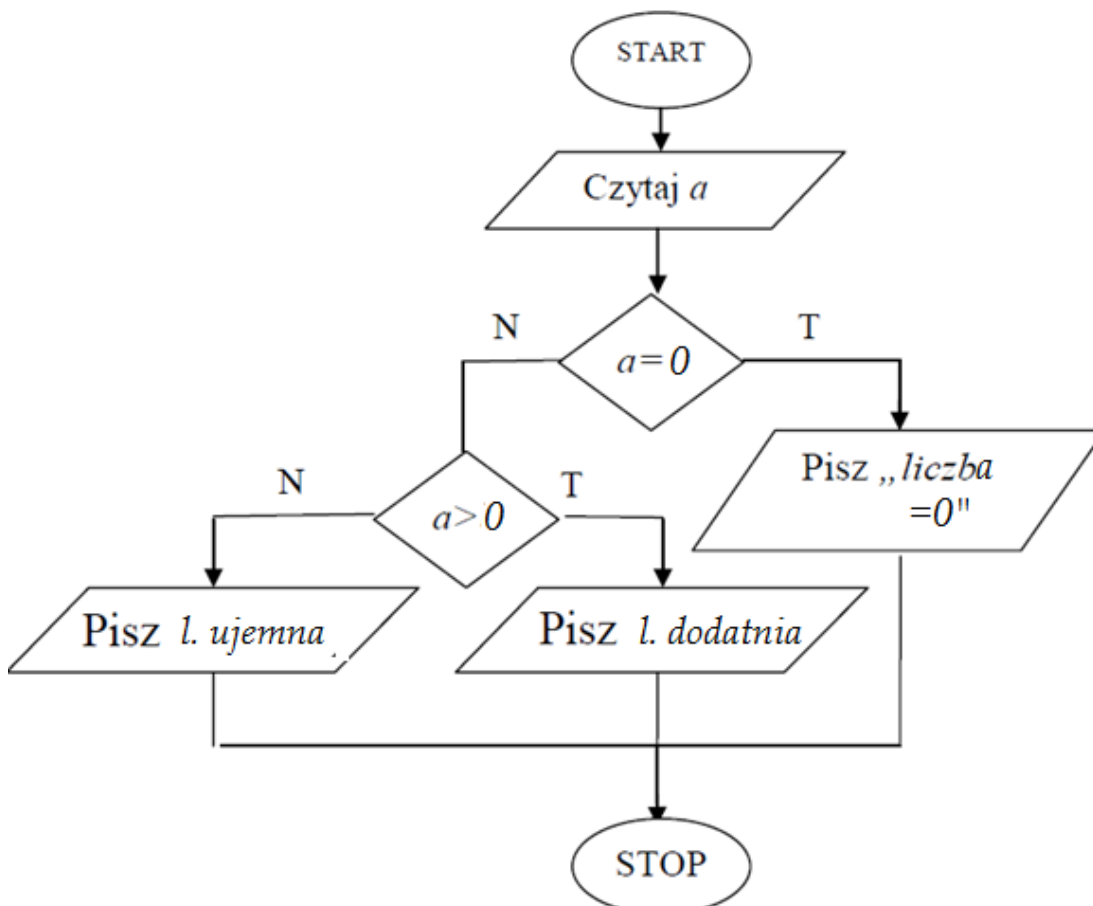 START
Czytaj a
N
T
a=0
Pisz „liczba
=0"
N
T
a>0
Pisz l. ujemna
Pisz l. dodatnia
STOP